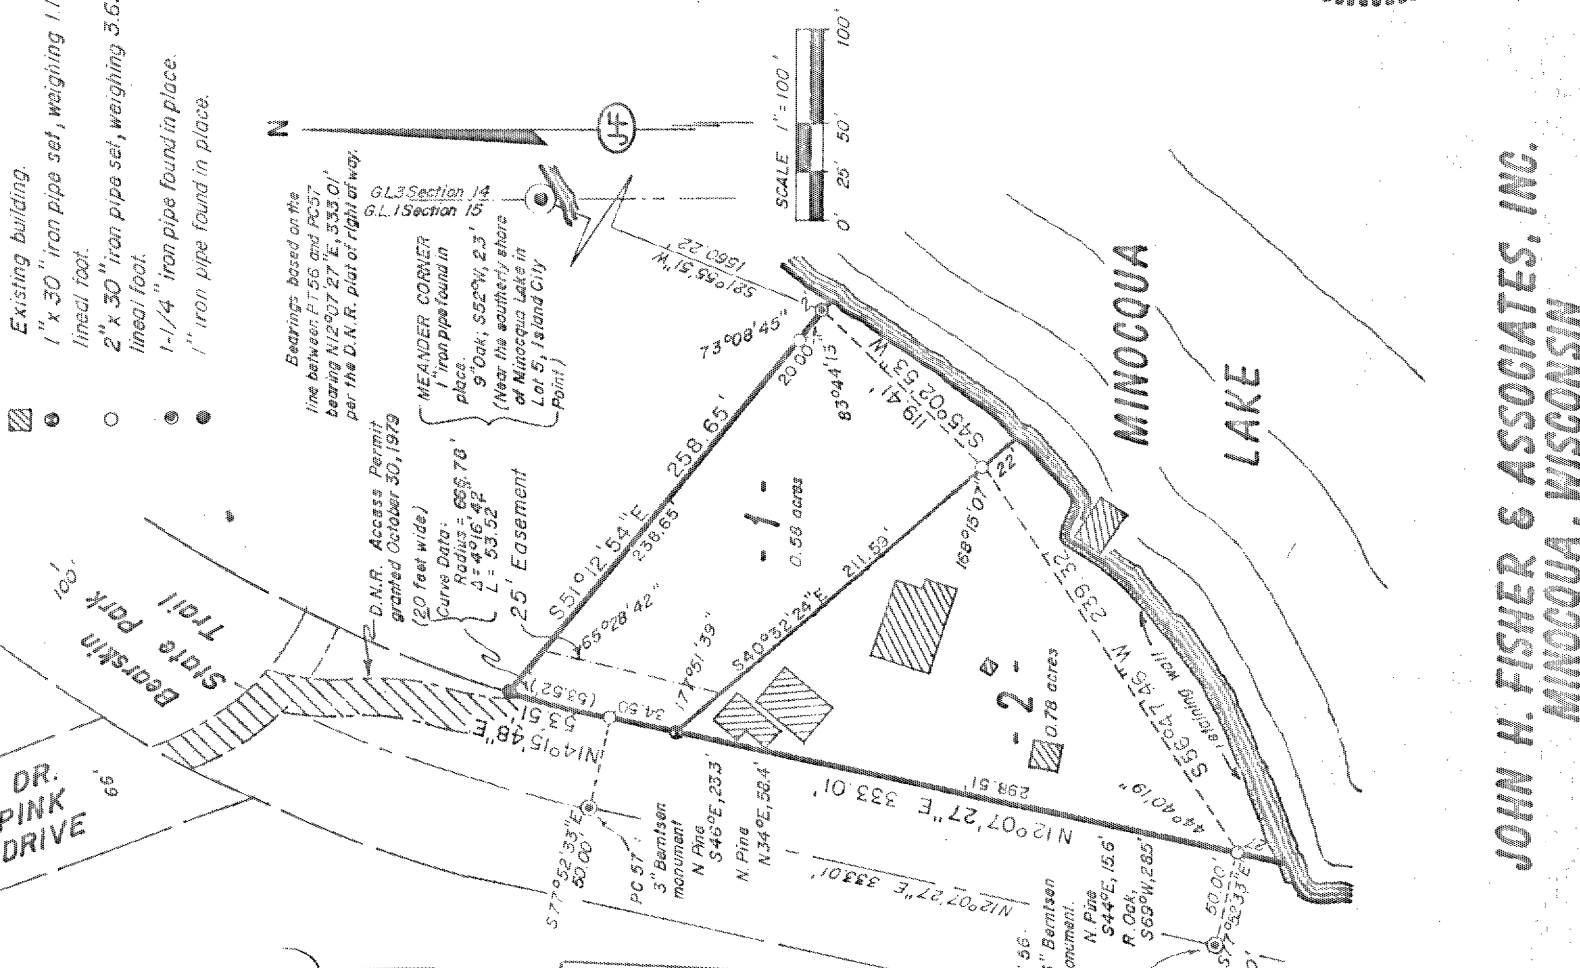 Existing building.
1" x 30" iron pipe set, weighing
lineal foot.
2" x 30" iron pipe set, weighing 3.6
lineal foot.
1-1/4" iron pipe found in place.
1" iron pipe found in place.
N
Bearings based on the
line between PT56 and PC57
bearing N12°07'27"E, 333.01'
per the D.N.R. plat of right of way.
GL3 Section 14
G.L.1 Section 15
MEANDER CORNER
1" iron pipe found in
place.
9" Oak, S52°W, 23'
(Near the southerly shore
of Minocqua Lake in
Lot 5, Island City
Point)
SCALE 1" = 100'
0' 25' 50' 100'
D.N.R. Access Permit
granted October 30, 1979
(20 feet wide)
Curve Data:
Radius = 666.78'
Δ = 4°16'42"
L = 53.52'
25' Easement
Bearskin Park
State
Trail
100'
DR.
PINK
DRIVE
66'
S21°55'51"W
1560.22
2'
73°08'45"
20.00
83°44'13
258.65'
S51°12'54"E
238.65'
65°28'42"
- 1 -
0.58 acres
119.41'
S45°02'53"W
22'
168°15'07"
211.59'
S40°32'24"E
177°51'39"
(53.52')
53.51'
N14°15'48"E
34.50
- 2 -
0.78 acres
239.32
S56°47'46"W
retaining wall
44°40'19"
298.51'
N12°07'27"E 333.01'
N12°07'27"E 333.01'
S77°52'33"E
50.00'
PC 57
3" Berntsen
monument
N. Pine
S46°E, 23.3'
N. Pine
N34°E, 58.4'
56
Berntsen
monument.
N. Pine
S44°E, 15.6'
R. Oak,
S69°W, 28.5'
50.00'
S77°52'33"E
MINOCQUA
LAKE
JOHN H. FISHER & ASSOCIATES, INC.
MINOCQUA, WISCONSIN